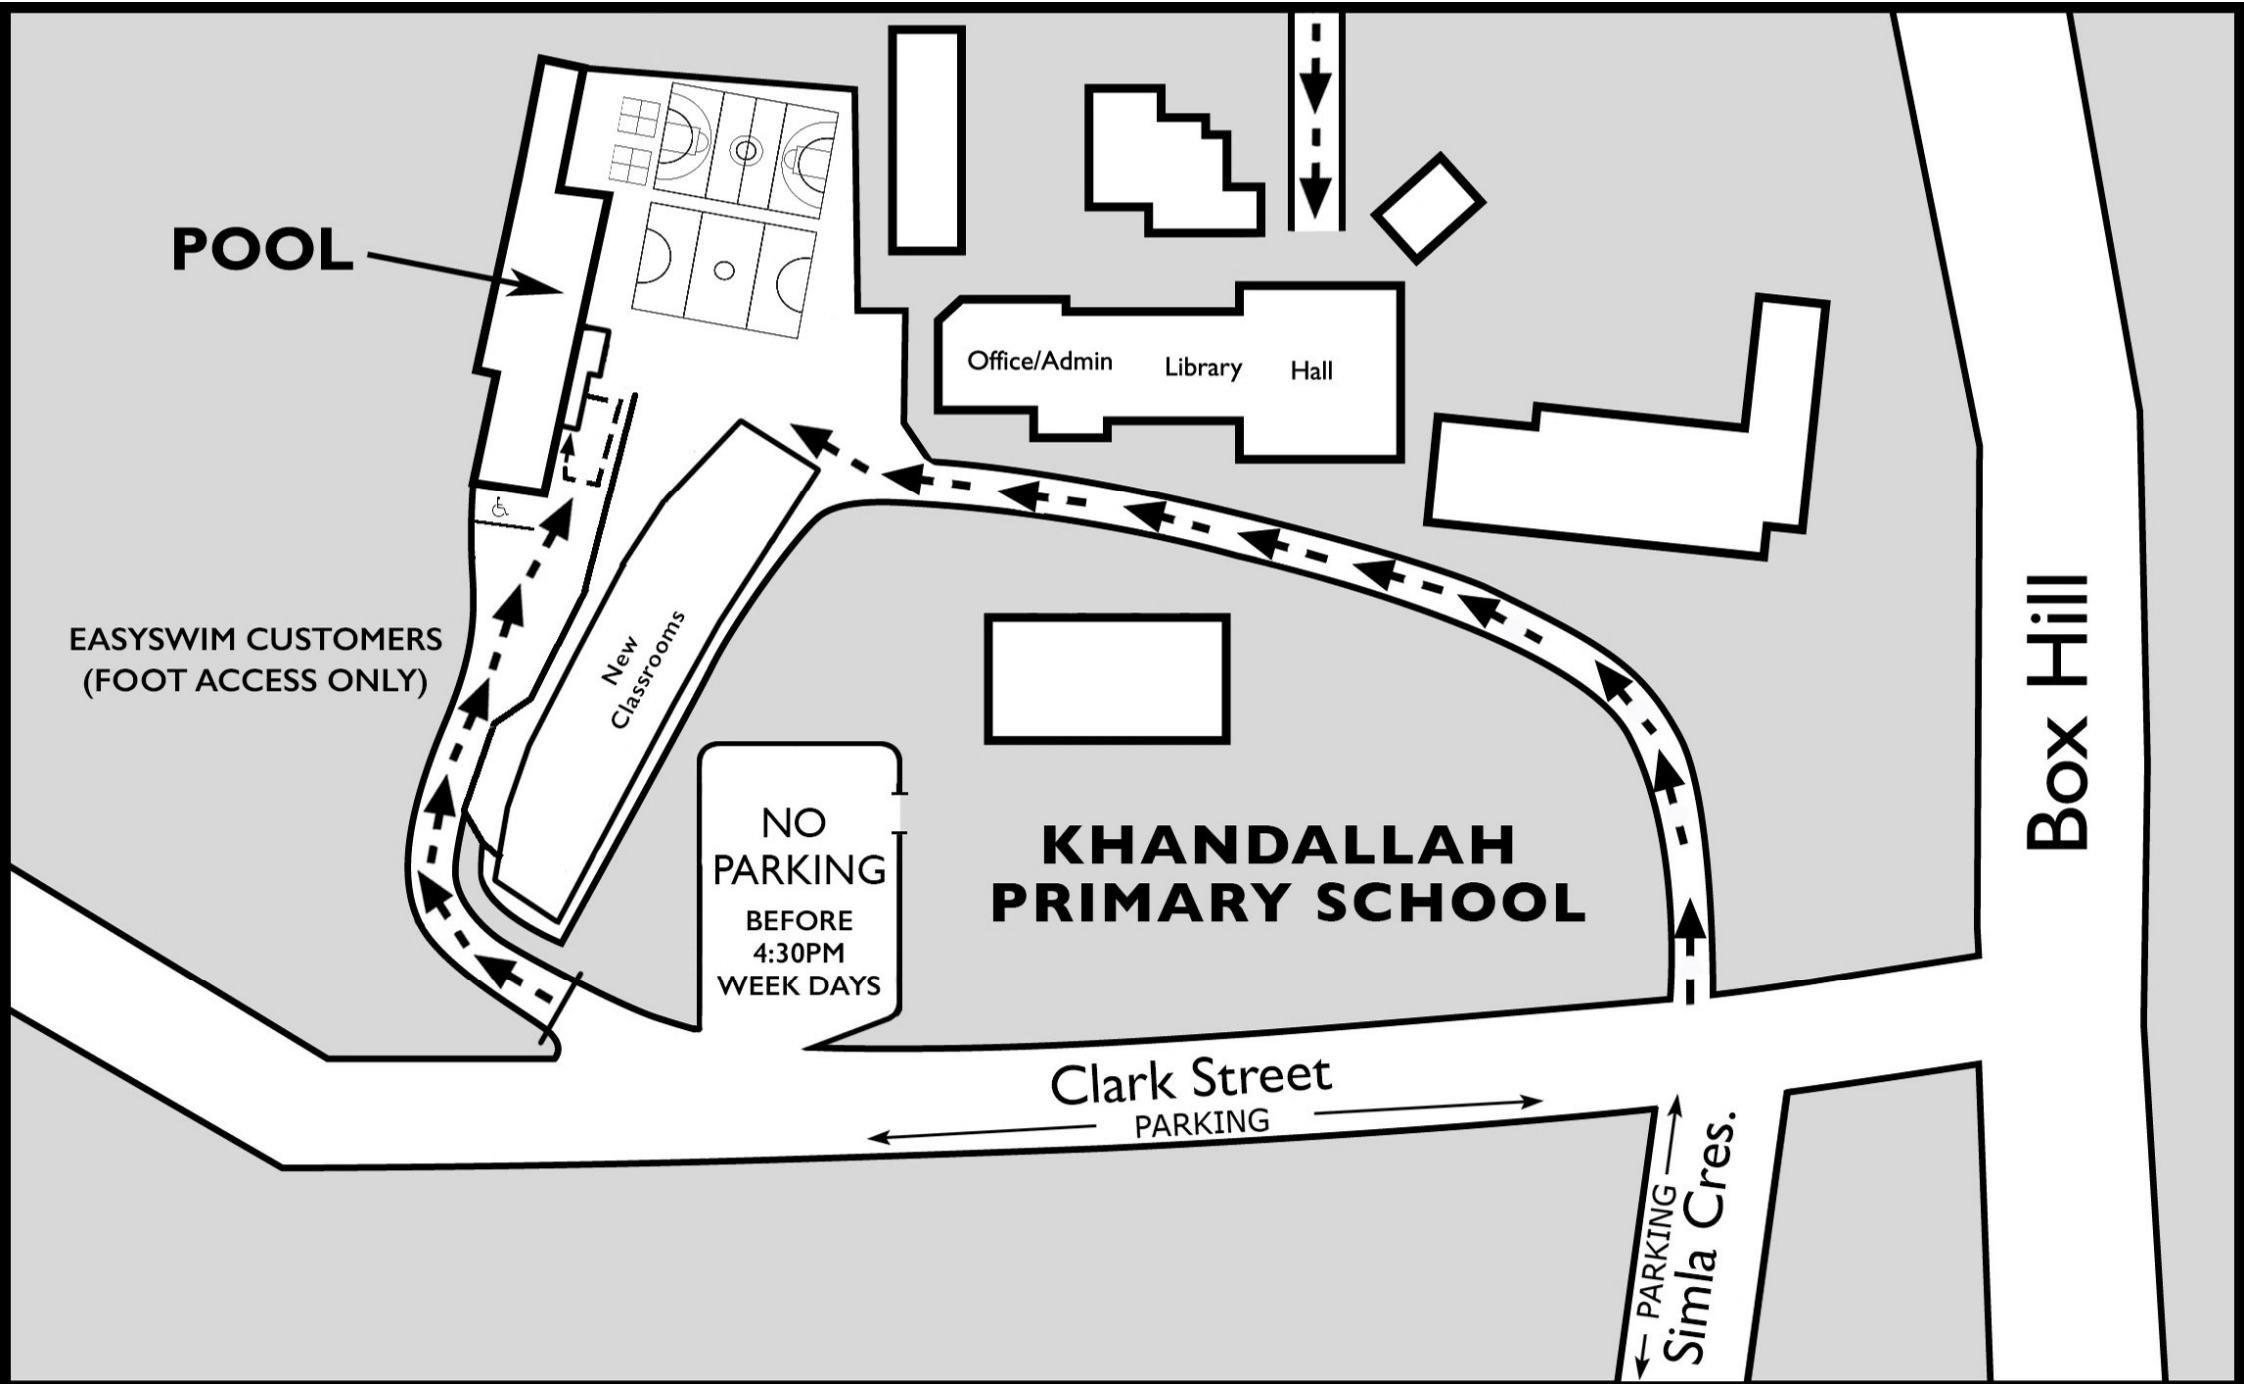 POOL
Office/Admin
Library
Hall
EASYSWIM CUSTOMERS
(FOOT ACCESS ONLY)
New
Classrooms
NO
PARKING
BEFORE
4:30PM
WEEK DAYS
KHANDALLAH
PRIMARY SCHOOL
Box Hill
Clark Street
PARKING
PARKING
Simla Cres.